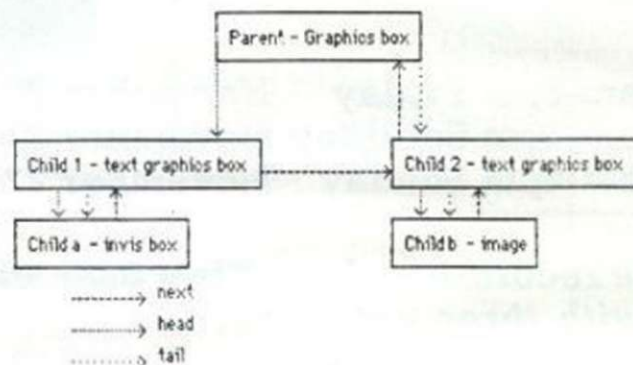 Parent - Graphics box
Child 1 - text graphics box
Child 2 - text graphics box
Child a - invis box
Child b - image
next
head
tail